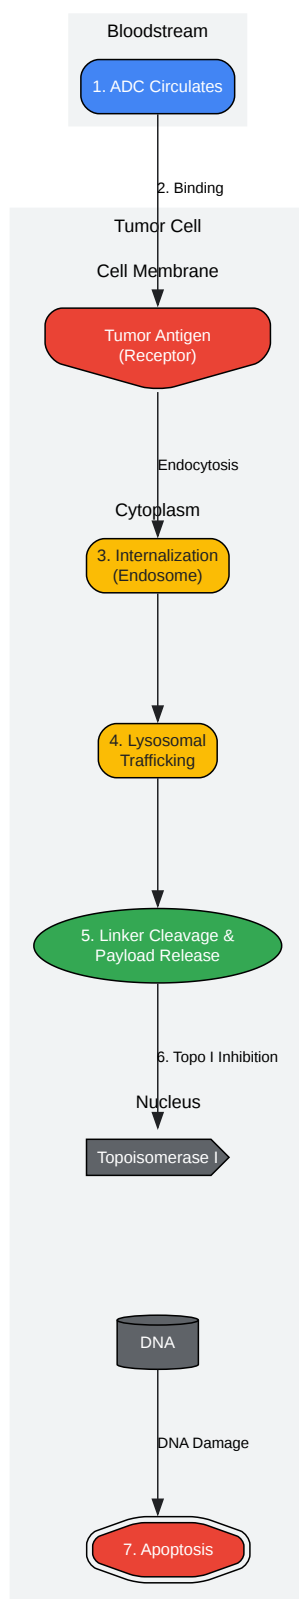 Bloodstream
1. ADC Circulates
2. Binding
Tumor Cell
Cell Membrane
Tumor Antigen
(Receptor)
Endocytosis
Cytoplasm
3. Internalization
(Endosome)
4. Lysosomal
Trafficking
5. Linker Cleavage &
Payload Release
6. Topo I Inhibition
Nucleus
Topoisomerase I
DNA
DNA Damage
7. Apoptosis